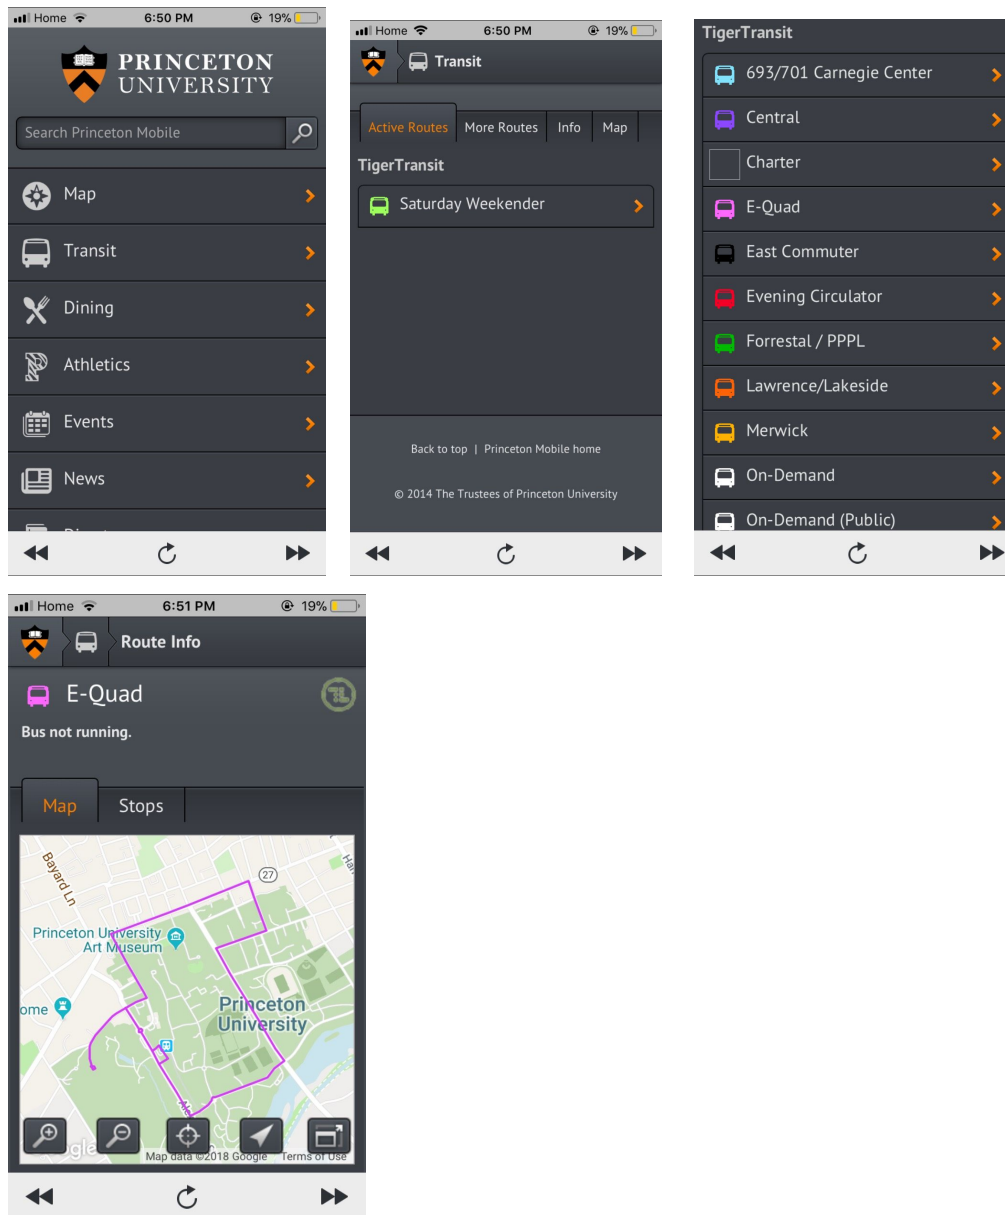 Home 6:50 PM 19%
PRINCETON
UNIVERSITY
Search Princeton Mobile
Map
Transit
Dining
Athletics
Events
News
Home 6:50 PM 19%
Transit
Active Routes More Routes Info Map
TigerTransit
Saturday Weekender
Back to top | Princeton Mobile home
© 2014 The Trustees of Princeton University
TigerTransit
693/701 Carnegie Center
Central
Charter
E-Quad
East Commuter
Evening Circulator
Forrestal / PPPL
Lawrence/Lakeside
Merwick
On-Demand
On-Demand (Public)
Home 6:51 PM 19%
Route Info
E-Quad
Bus not running.
Map Stops
Bayard Ln
27
Princeton University
Art Museum
Princeton
University
Map data ©2018 Google Terms of Use